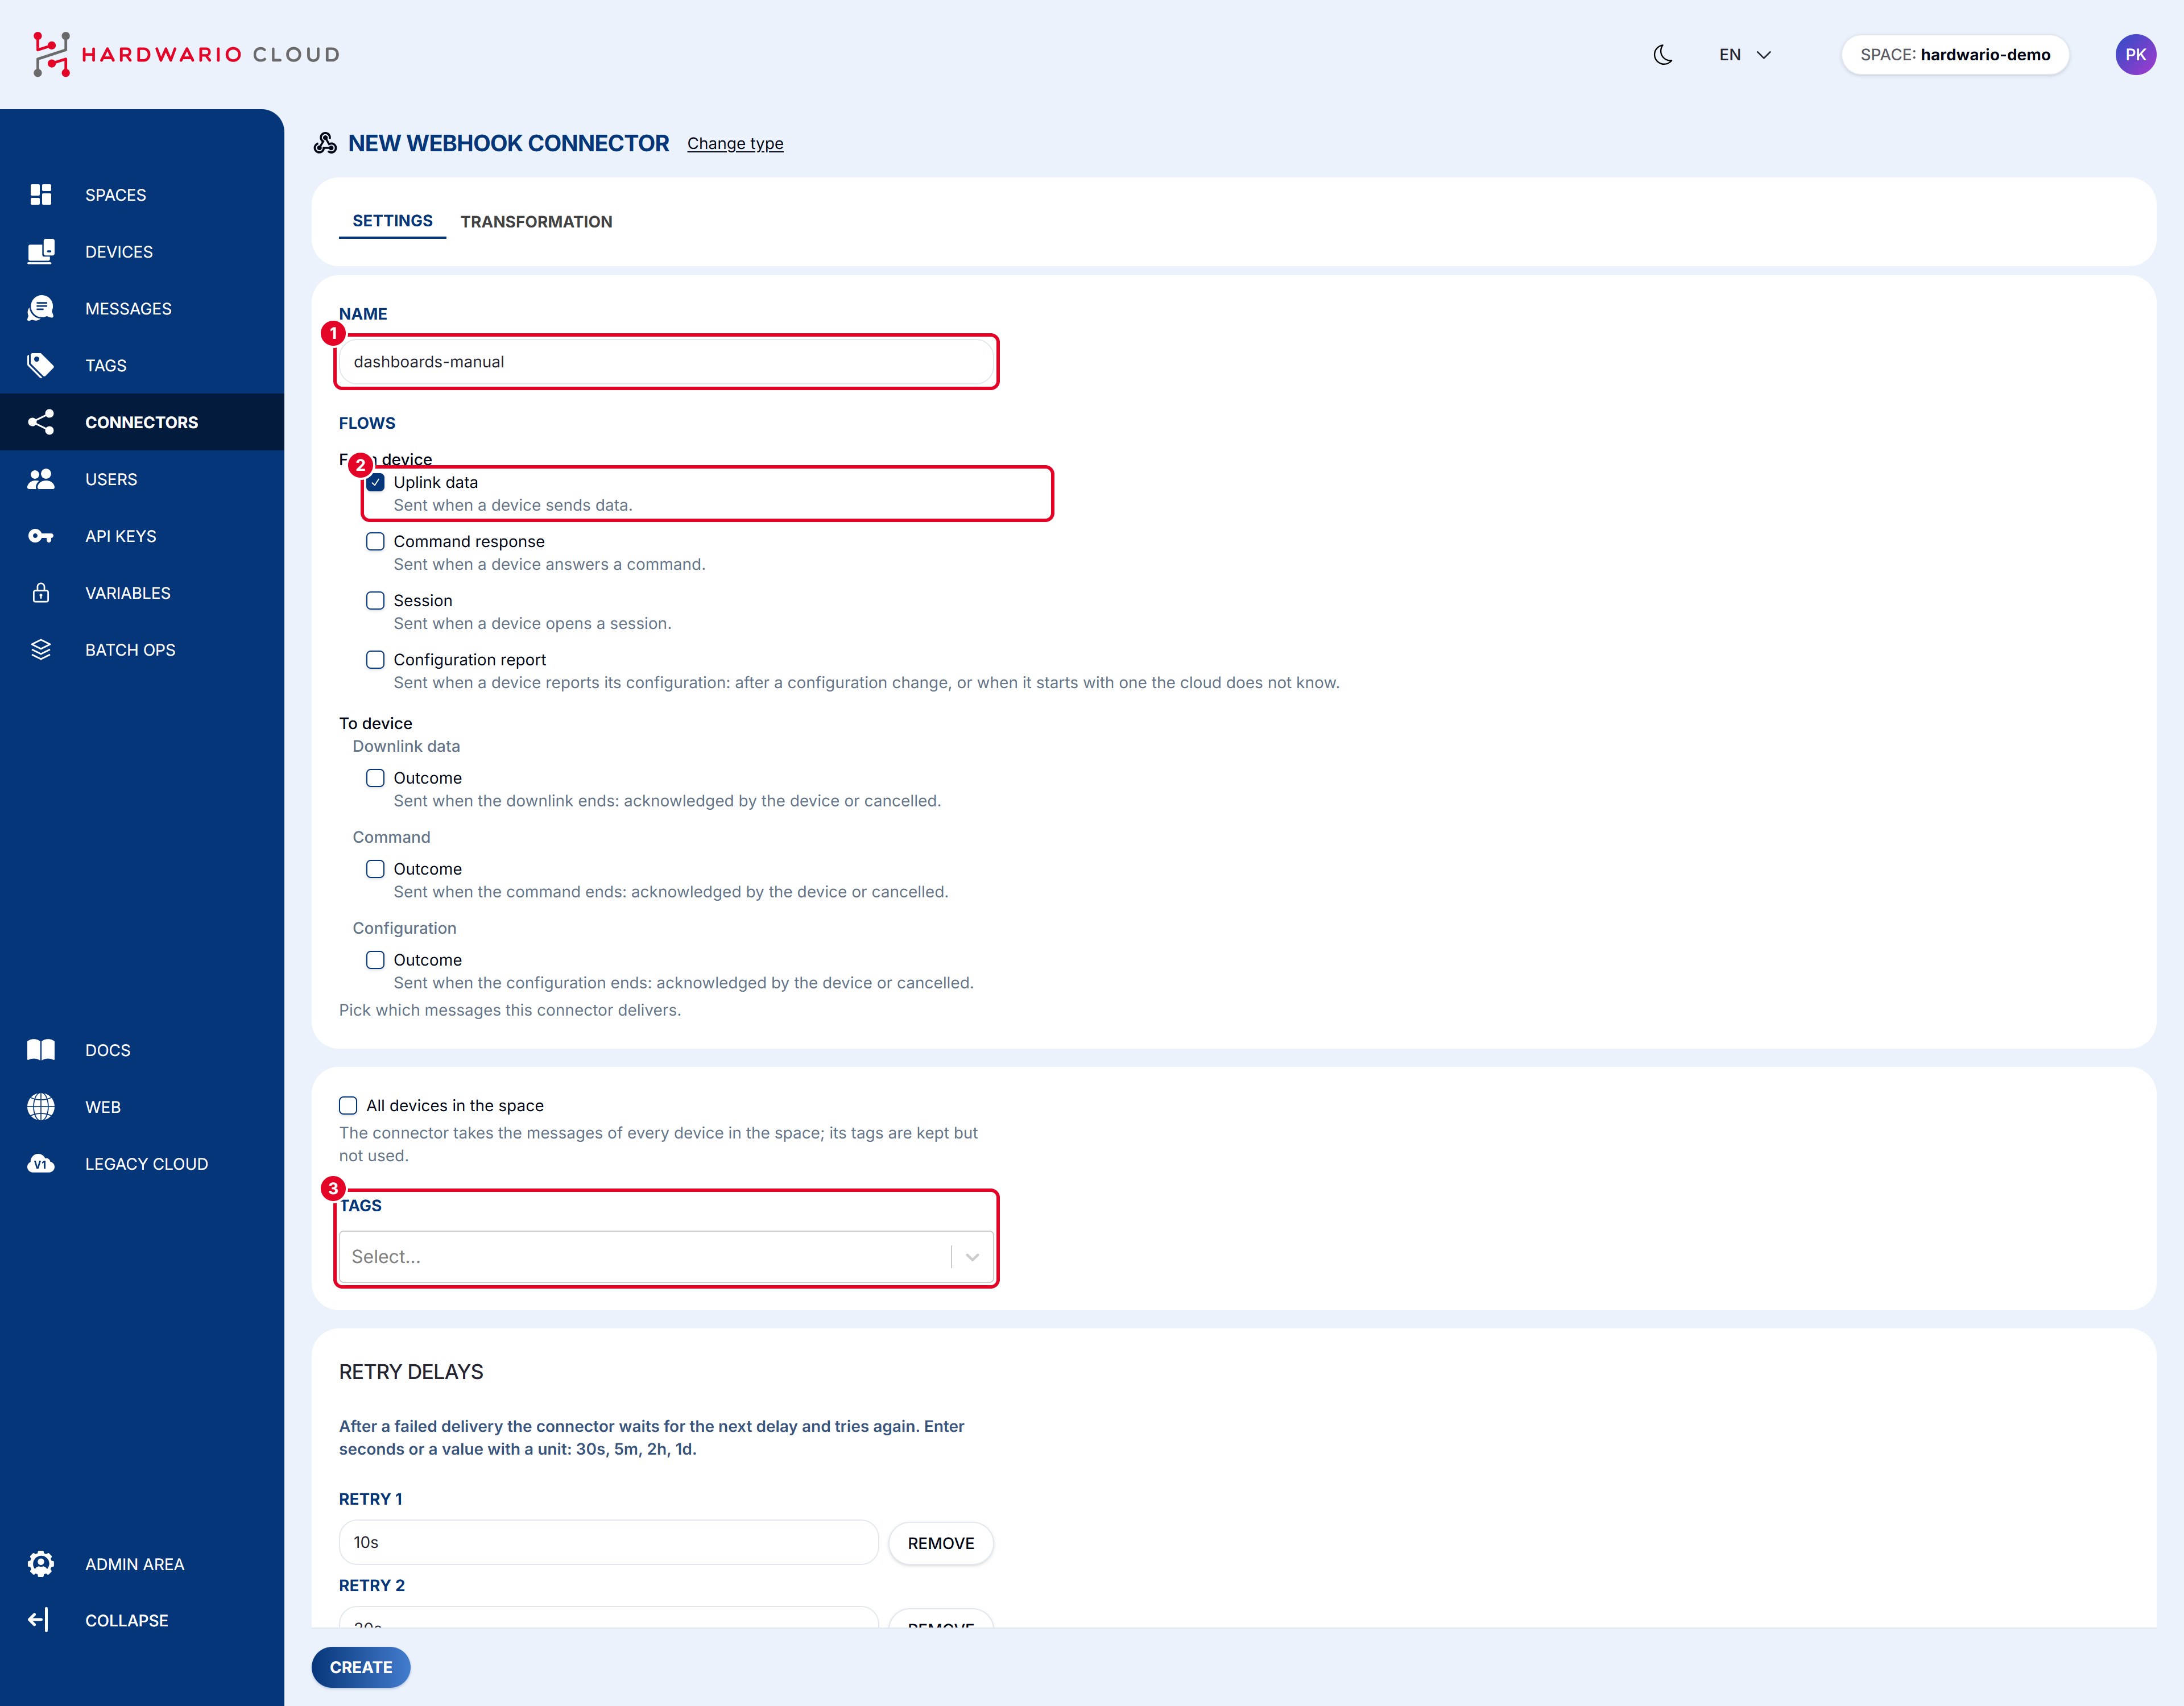 HARDWARIO CLOUD
EN
SPACE: hardwario-demo
PK
SPACES
DEVICES
MESSAGES
TAGS
CONNECTORS
USERS
API KEYS
VARIABLES
BATCH OPS
DOCS
WEB
V1
LEGACY CLOUD
ADMIN AREA
COLLAPSE
NEW WEBHOOK CONNECTOR
Change type
SETTINGS
TRANSFORMATION
NAME
1
dashboards-manual
FLOWS
device
2
Uplink data
Sent when a device sends data.
Command response
Sent when a device answers a command.
Session
Sent when a device opens a session.
Configuration report
Sent when a device reports its configuration: after a configuration change, or when it starts with one the cloud does not know.
To device
Downlink data
Outcome
Sent when the downlink ends: acknowledged by the device or cancelled.
Command
Outcome
Sent when the command ends: acknowledged by the device or cancelled.
Configuration
Outcome
Sent when the configuration ends: acknowledged by the device or cancelled.
Pick which messages this connector delivers.
All devices in the space
The connector takes the messages of every device in the space; its tags are kept but
not used.
3
TAGS
Select...
RETRY DELAYS
After a failed delivery the connector waits for the next delay and tries again. Enter
seconds or a value with a unit: 30s, 5m, 2h, 1d.
RETRY 1
10s
REMOVE
RETRY 2
REMOVE
CREATE